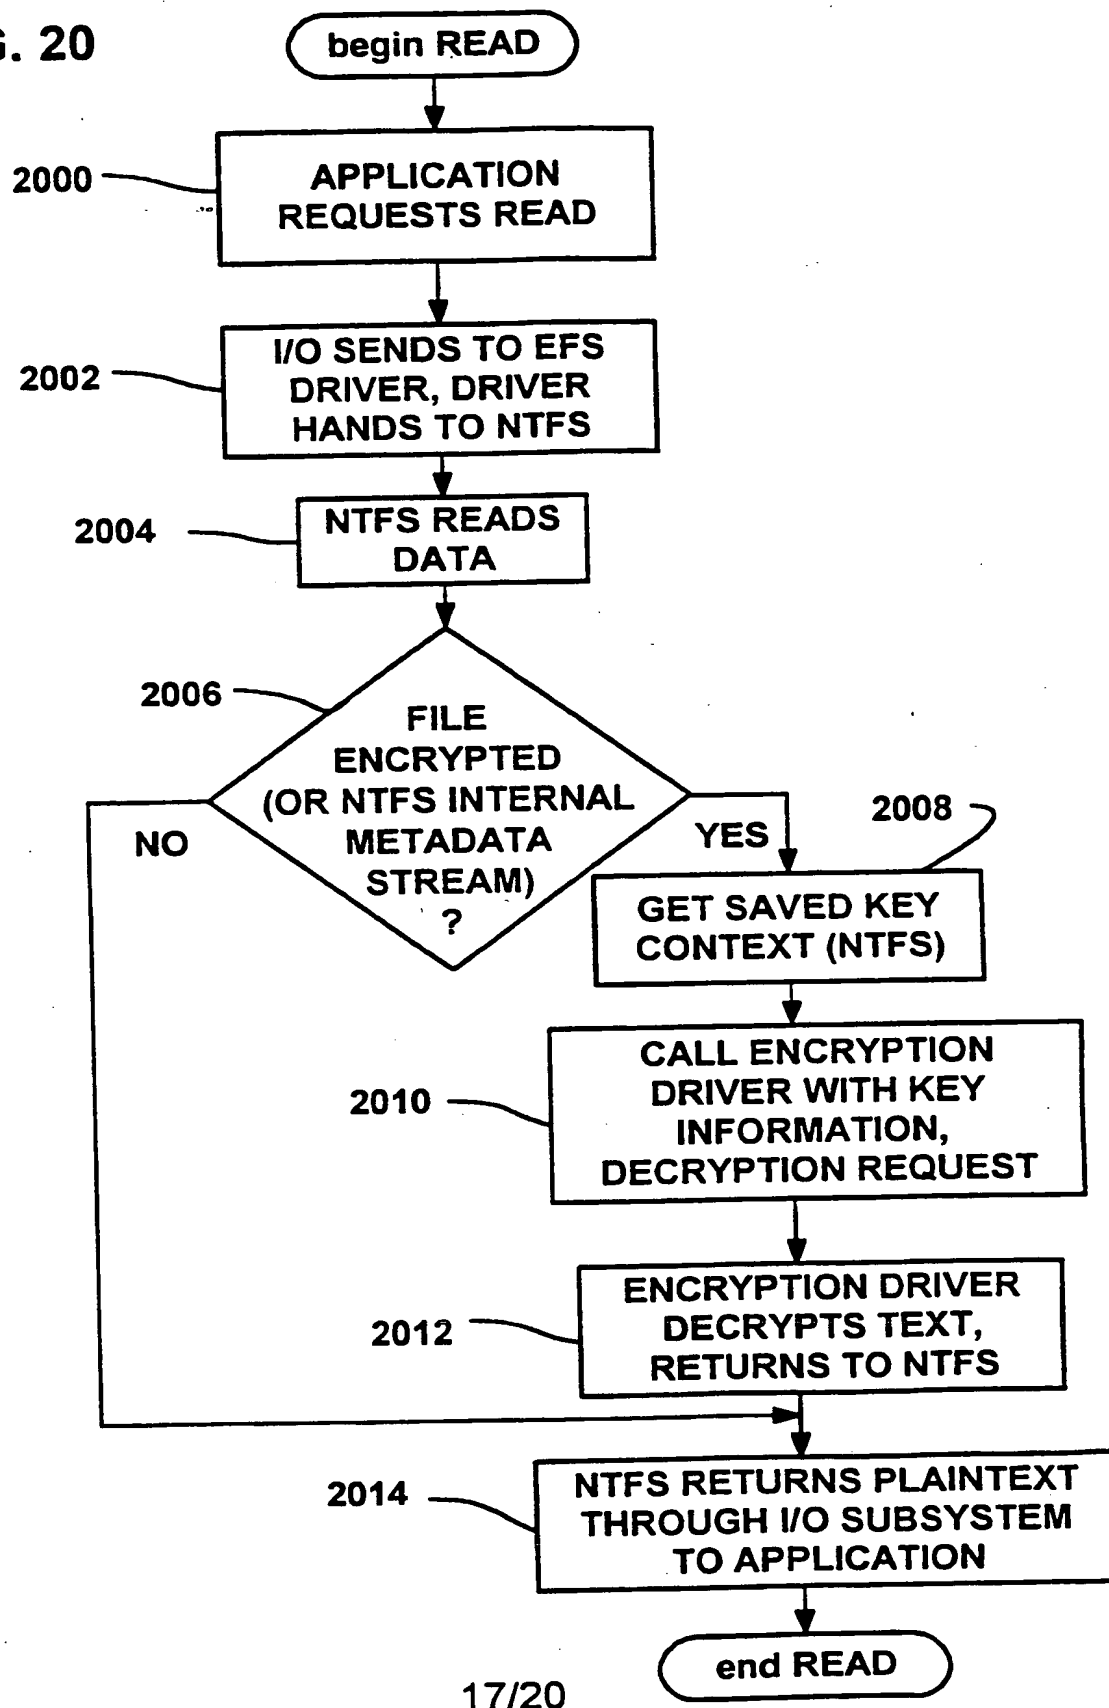 G. 20
begin READ
2000
APPLICATION
REQUESTS READ
2002
I/O SENDS TO EFS
DRIVER, DRIVER
HANDS TO NTFS
2004
NTFS READS
DATA
2006
FILE
ENCRYPTED
(OR NTFS INTERNAL
METADATA
STREAM)
?
NO
YES
2008
GET SAVED KEY
CONTEXT (NTFS)
2010
CALL ENCRYPTION
DRIVER WITH KEY
INFORMATION,
DECRYPTION REQUEST
2012
ENCRYPTION DRIVER
DECRYPTS TEXT,
RETURNS TO NTFS
2014
NTFS RETURNS PLAINTEXT
THROUGH I/O SUBSYSTEM
TO APPLICATION
end READ
17/20